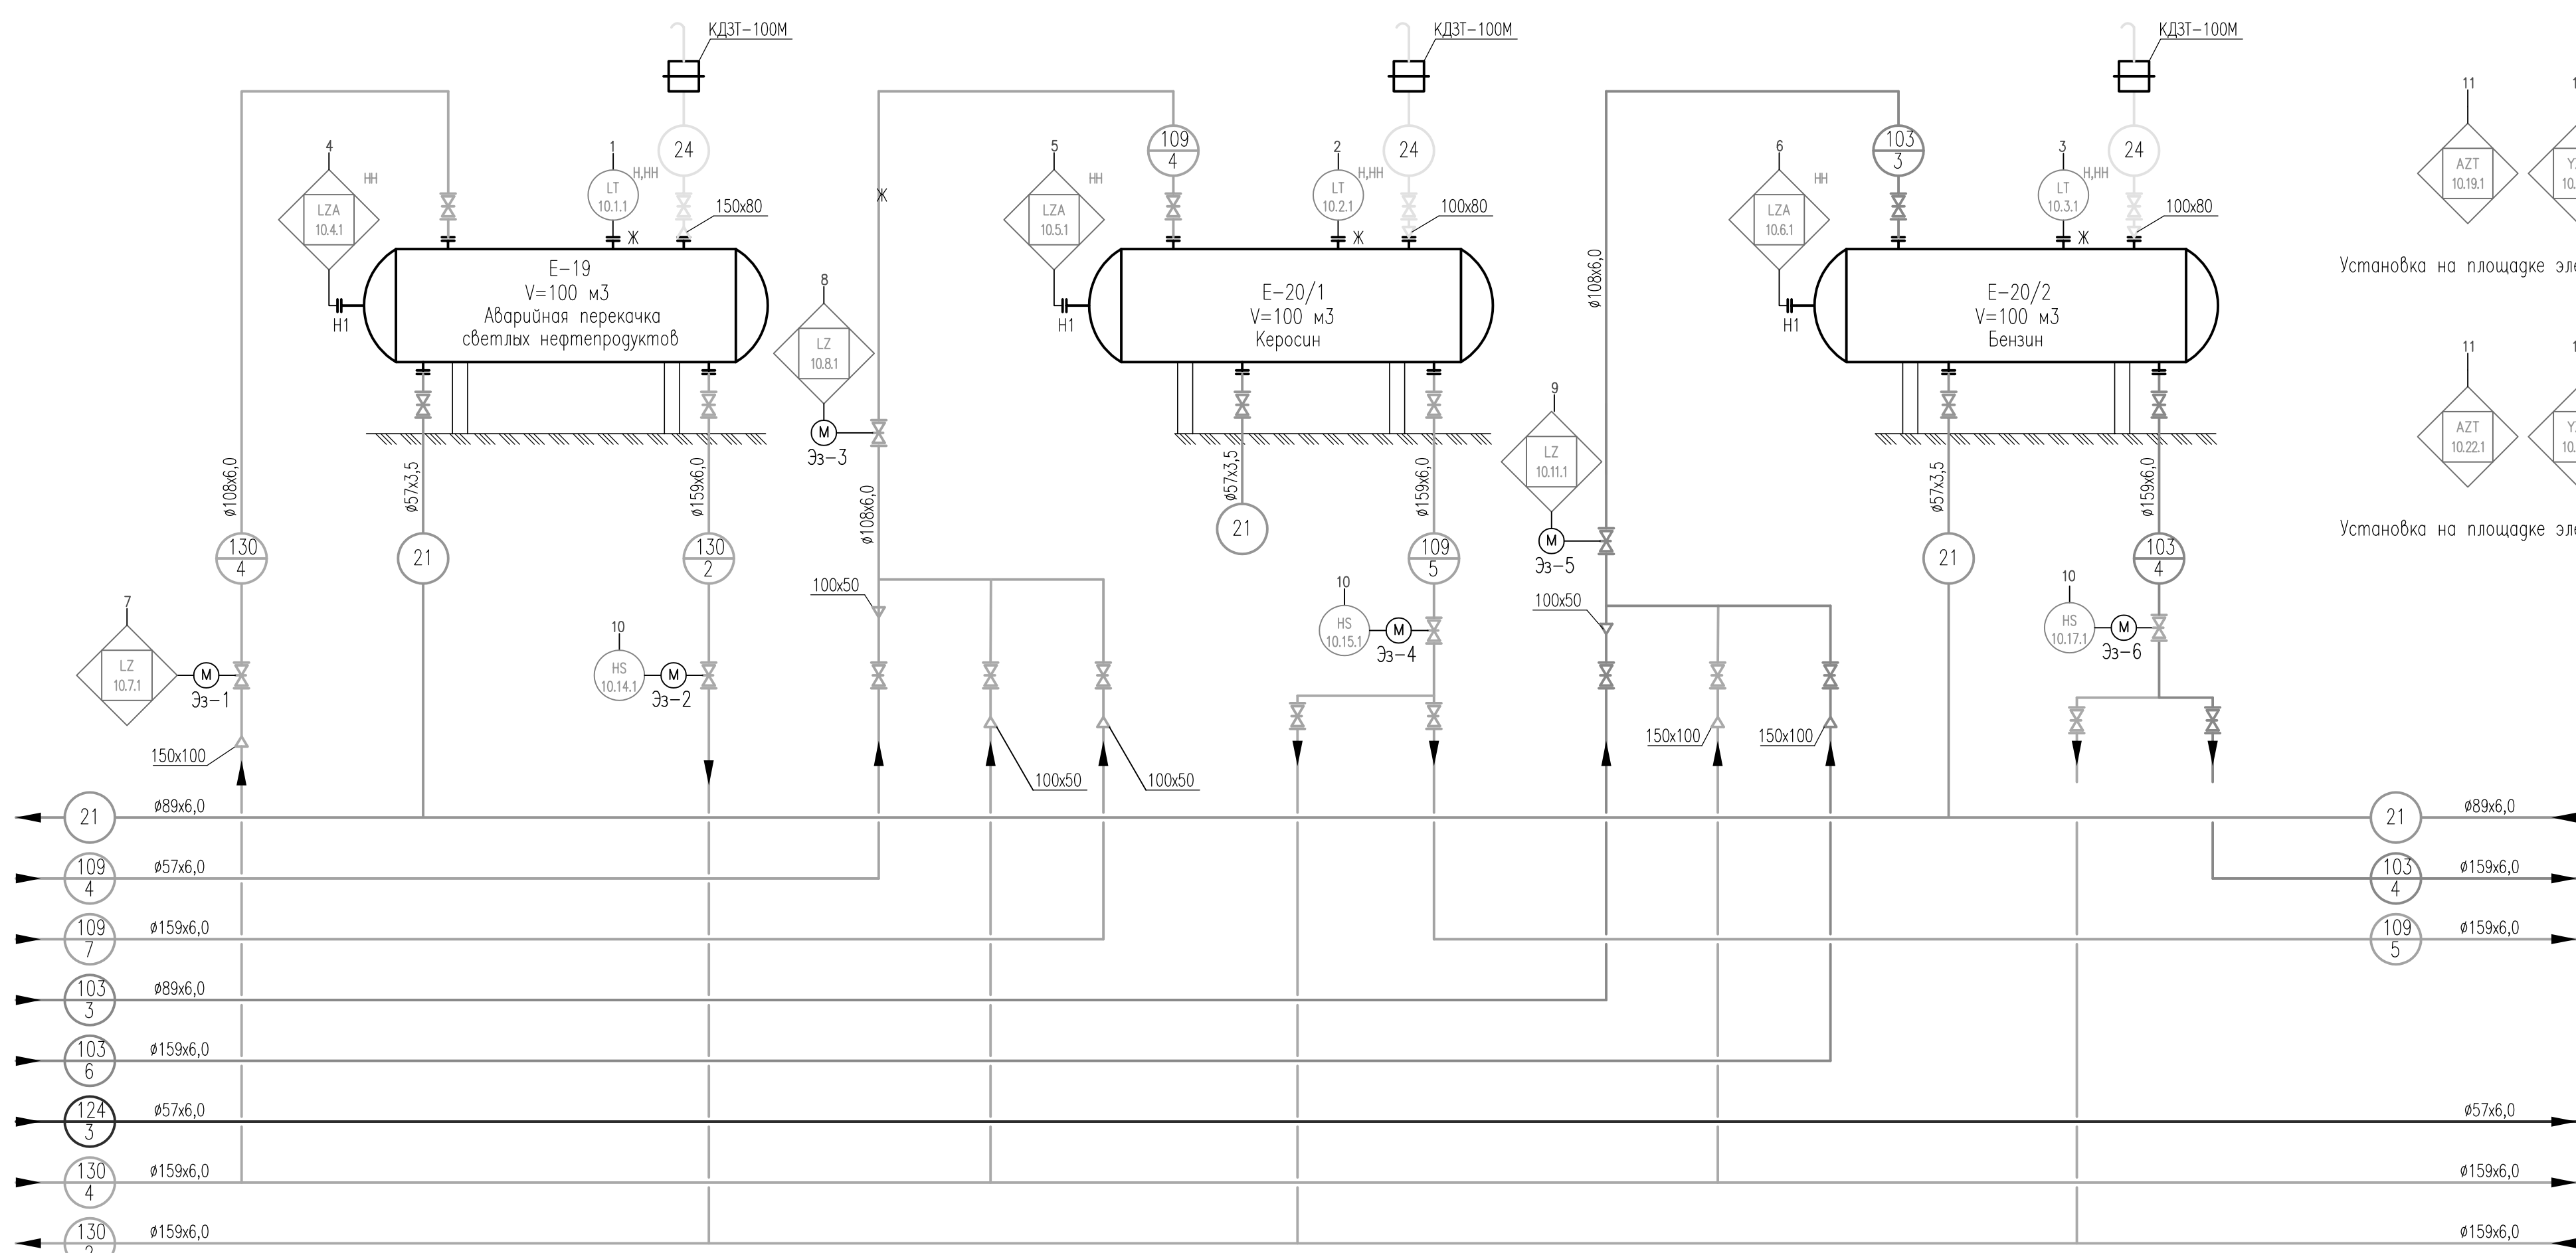 КДЗТ-100М
КДЗТ-100М
КДЗТ-100М
4
НН
LZA
10.4.1
1
Н,НН
LT
10.1.1
24
150х80
Ж
Н1
Е-19
V=100 м3
Аварийная перекачка
светлых нефтепродуктов
8
LZ
10.8.1
М
Эз-3
Ж
109
4
5
НН
LZA
10.5.1
2
Н,НН
LT
10.2.1
24
100х80
Ж
Н1
Е-20/1
V=100 м3
Керосин
9
LZ
10.11.1
М
Эз-5
ø108х6,0
103
3
6
НН
LZA
10.6.1
3
Н,НН
LT
10.3.1
24
100х80
Ж
Н1
Е-20/2
V=100 м3
Бензин
11
AZT
10.19.1
Установка на площадке
11
AZT
10.22.1
Установка на площадке
ø108х6,0
ø57х3,5
ø159х6,0
ø108х6,0
ø57х3,5
ø159х6,0
ø57х3,5
ø159х6,0
130
4
21
130
2
21
109
5
21
103
4
7
LZ
10.7.1
М
Эз-1
10
HS
10.14.1
М
Эз-2
100х50
10
HS
10.15.1
М
Эз-4
100х50
10
HS
10.17.1
М
Эз-6
150х100
100х50
100х50
150х100
150х100
21
ø89х6,0
21
ø89х6,0
109
4
ø57х6,0
103
4
ø159х6,0
109
7
ø159х6,0
109
5
ø159х6,0
103
3
ø89х6,0
103
6
ø159х6,0
124
3
ø57х6,0
ø57х6,0
130
4
ø159х6,0
ø159х6,0
130
ø159х6,0
ø159х6,0